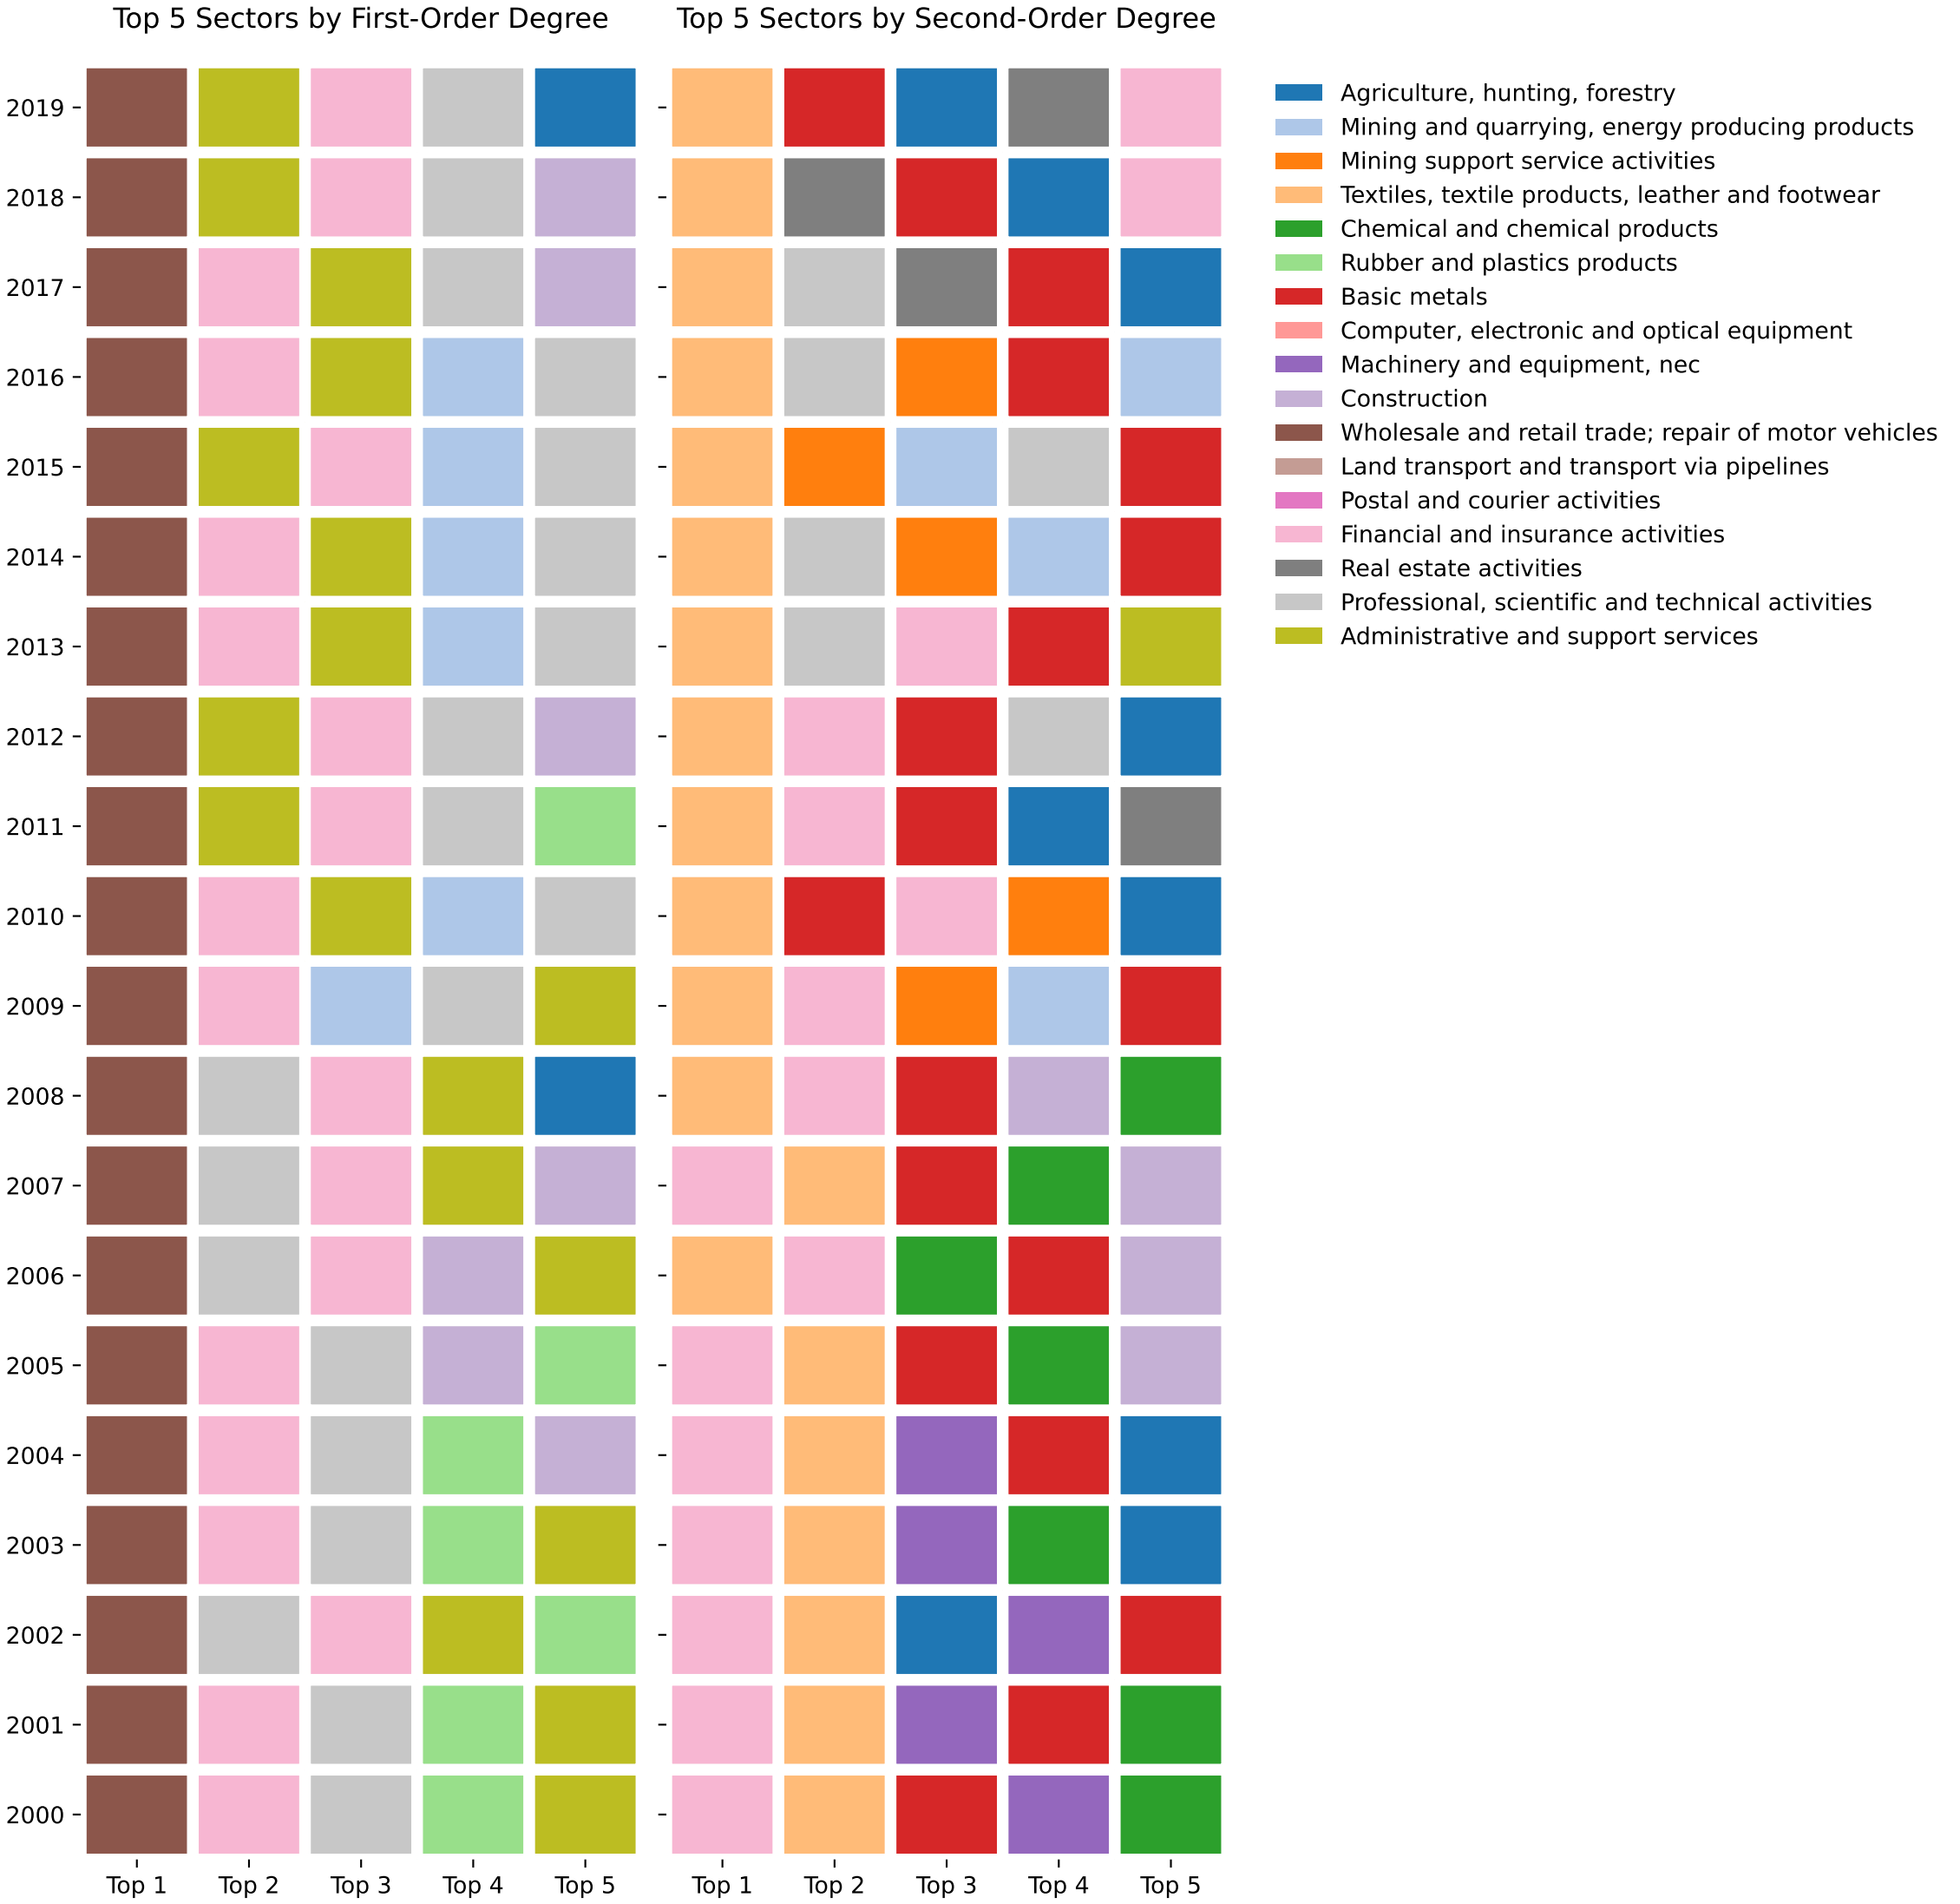 Top 5 Sectors by First-Order Degree
Top 5 Sectors by Second-Order Degree
2019
2018
2017
2016
2015
2014
2013
2012
2011
2010
2009
2008
2007
2006
2005
2004
2003
2002
2001
2000
Top 1 Top 2 Top 3 Top 4 Top 5
Top 1 Top 2 Top 3 Top 4 Top 5
Agriculture, hunting, forestry
Mining and quarrying, energy producing products
Mining support service activities
Textiles, textile products, leather and footwear
Chemical and chemical products
Rubber and plastics products
Basic metals
Computer, electronic and optical equipment
Machinery and equipment, nec
Construction
Wholesale and retail trade; repair of motor vehicles
Land transport and transport via pipelines
Postal and courier activities
Financial and insurance activities
Real estate activities
Professional, scientific and technical activities
Administrative and support services